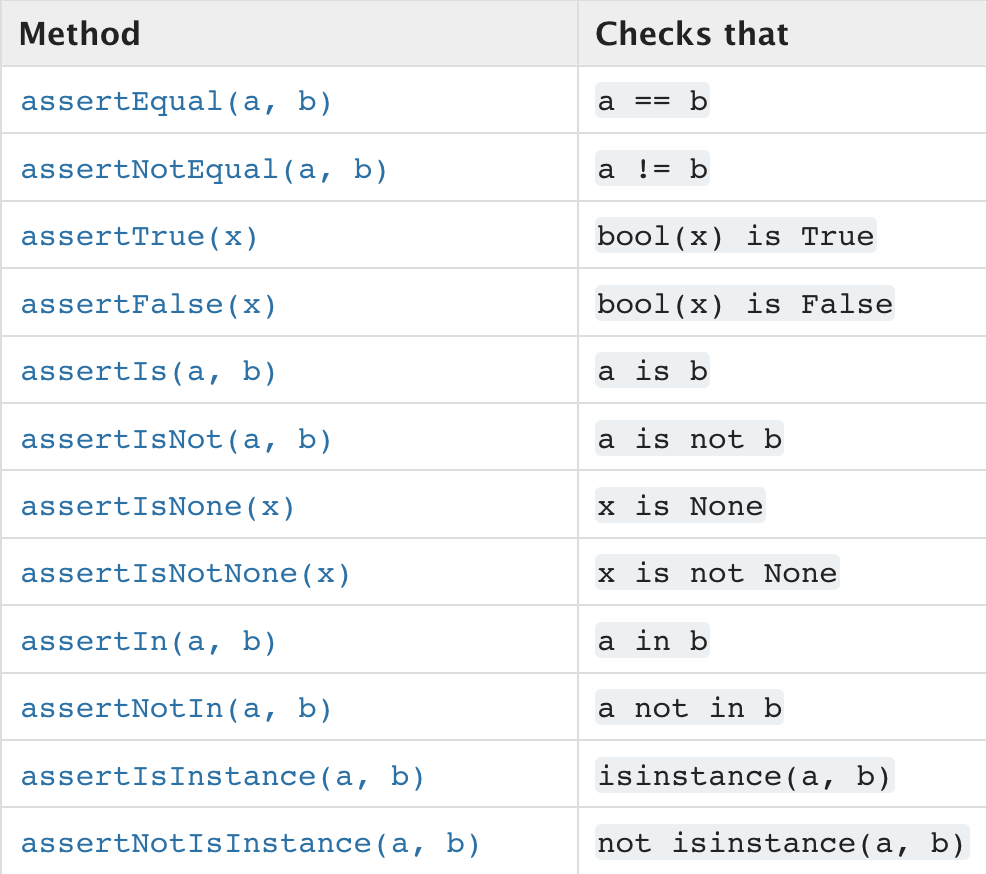 Method Checks that
assertEqual(a, b) a == b
assertNotEqual(a, b) a != b
assertTrue(x) bool(x) is True
assertFalse(x) bool(x) is False
assertIs(a, b) a is b
assertIsNot(a, b) a is not b
assertIsNone(x) x is None
assertIsNotNone(x) x is not None
assertIn(a, b) a in b
assertNotIn(a, b) a not in b
assertIsInstance(a, b) isinstance(a, b)
assertNotIsInstance(a, b) not isinstance(a, b)